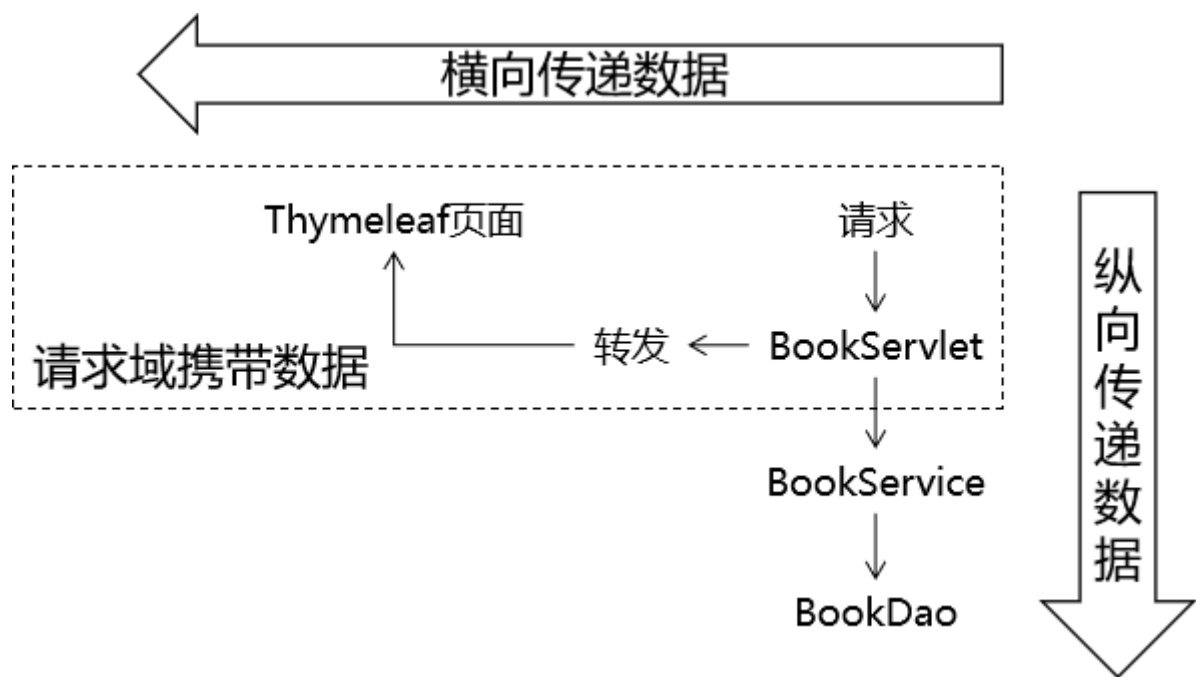 横向传递数据
Thymeleaf页面
请求
转发
BookServlet
请求域携带数据
BookService
BookDao
纵向传递数据